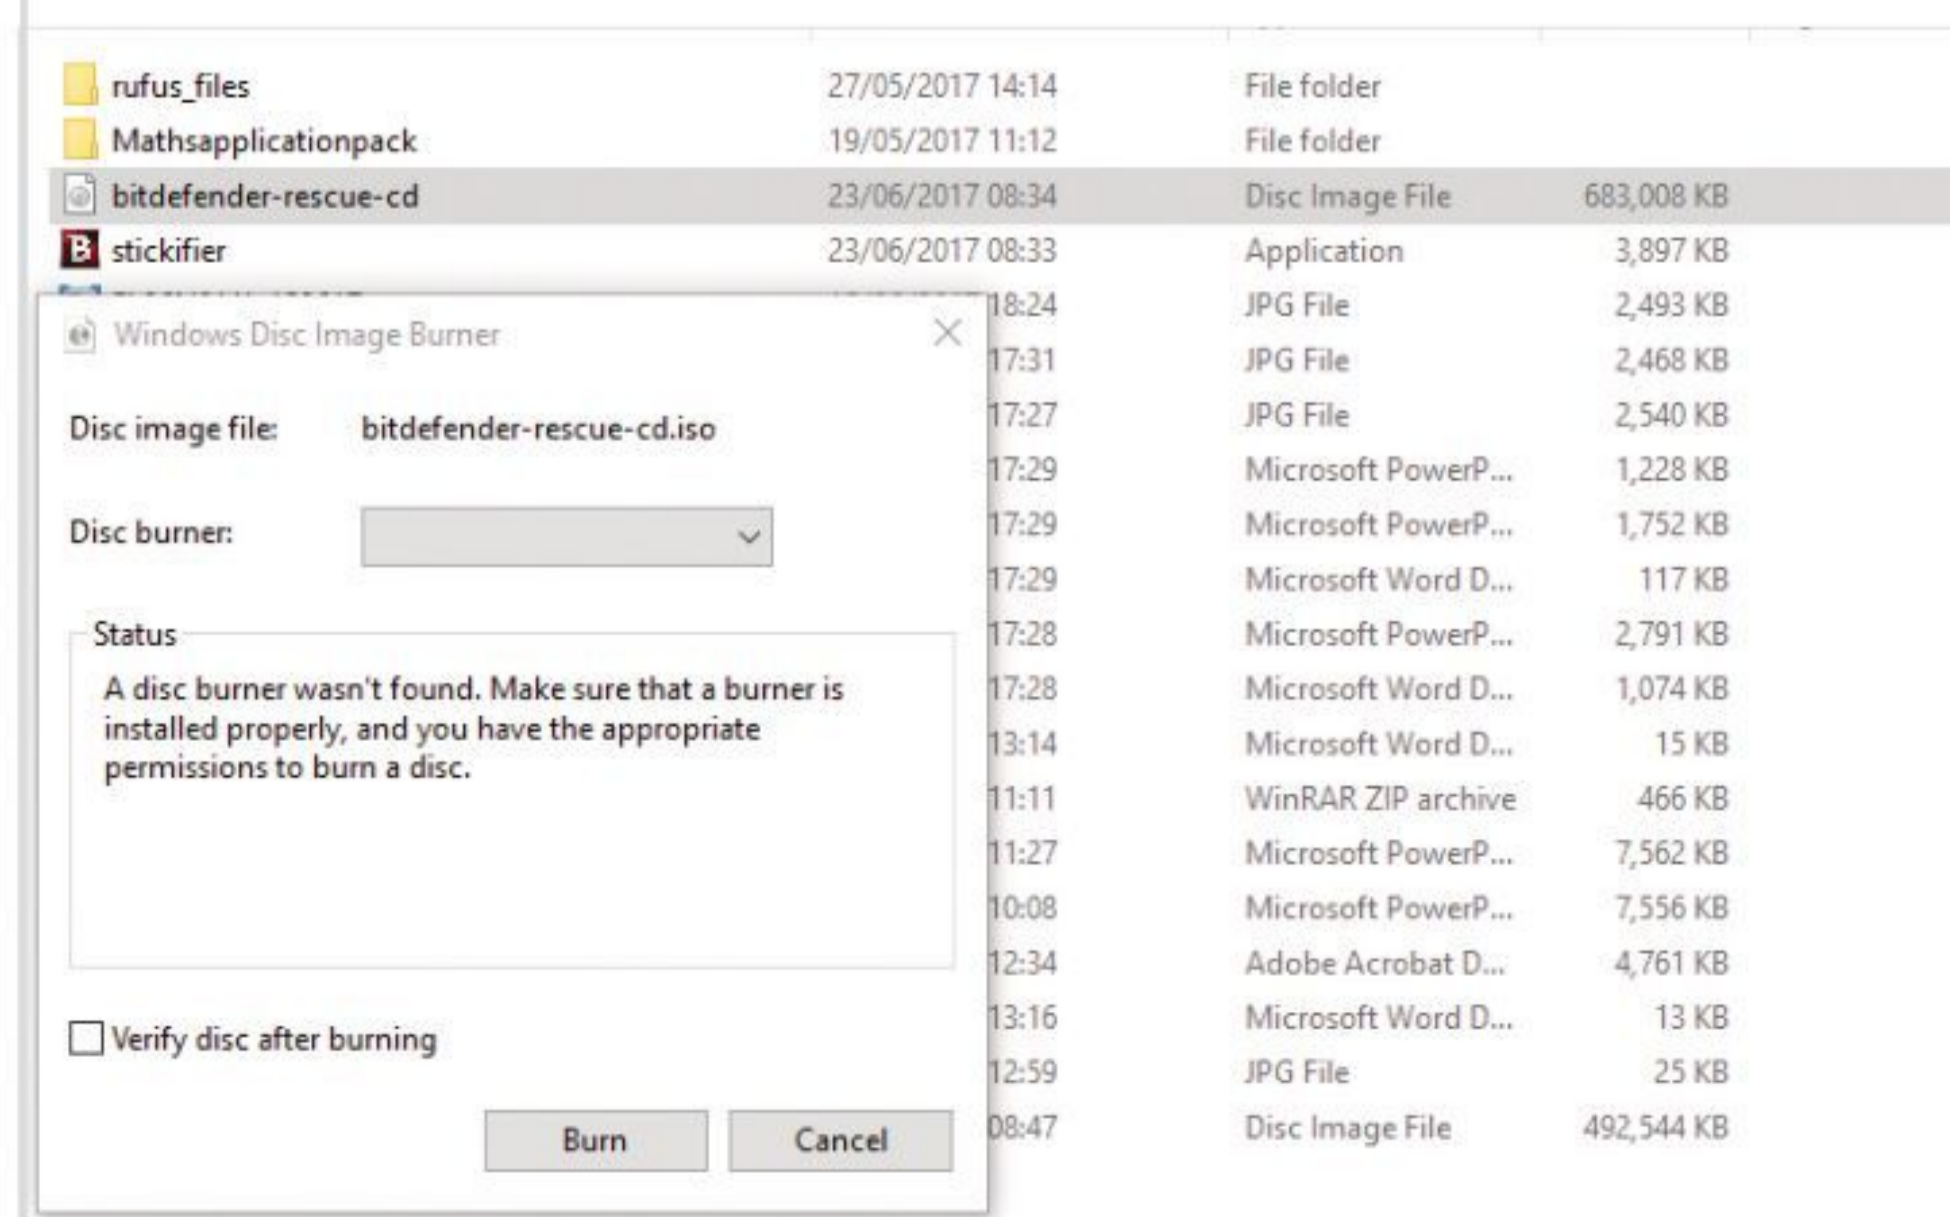 rufus_files 27/05/2017 14:14 File folder
Mathsapplicationpack 19/05/2017 11:12 File folder
bitdefender-rescue-cd 23/06/2017 08:34 Disc Image File 683,008 KB
stickifier 23/06/2017 08:33 Application 3,897 KB
18:24 JPG File 2,493 KB
Windows Disc Image Burner
17:31 JPG File 2,468 KB
Disc image file: bitdefender-rescue-cd.iso
17:27 JPG File 2,540 KB
17:29 Microsoft PowerP... 1,228 KB
Disc burner:
17:29 Microsoft PowerP... 1,752 KB
17:29 Microsoft Word D... 117 KB
Status
17:28 Microsoft PowerP... 2,791 KB
A disc burner wasn't found. Make sure that a burner is
installed properly, and you have the appropriate
permissions to burn a disc.
17:28 Microsoft Word D... 1,074 KB
13:14 Microsoft Word D... 15 KB
11:11 WinRAR ZIP archive 466 KB
11:27 Microsoft PowerP... 7,562 KB
10:08 Microsoft PowerP... 7,556 KB
12:34 Adobe Acrobat D... 4,761 KB
13:16 Microsoft Word D... 13 KB
Verify disc after burning
12:59 JPG File 25 KB
08:47 Disc Image File 492,544 KB
Burn Cancel